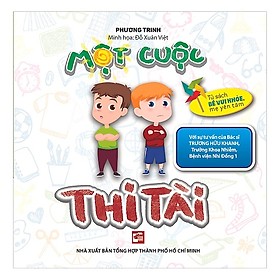 PHƯƠNG TRINH
Minh họa: Đỗ Xuân Việt
MỘT CUỘC
Tủ sách
BÉ VUI KHỎE,
mẹ yên tâm
Với sự tư vấn của Bác sĩ
TRƯƠNG HỮU KHANH,
Trưởng Khoa Nhiễm,
Bệnh viện Nhi Đồng 1
THI TÀI
NHÀ XUẤT BẢN TỔNG HỢP THÀNH PHỐ HỒ CHÍ MINH